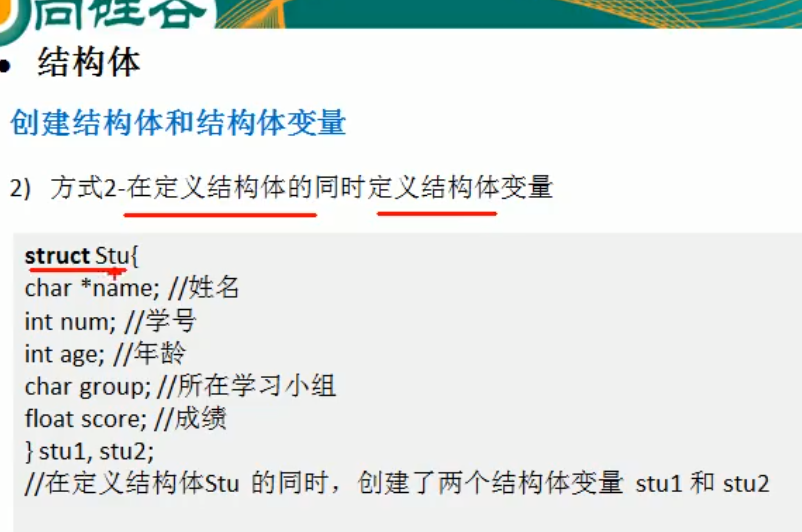 尚硅谷
• 结构体
创建结构体和结构体变量
2) 方式2-在定义结构体的同时定义结构体变量
struct Stu{
char *name; //姓名
int num; //学号
int age; //年龄
char group; //所在学习小组
float score; //成绩
} stu1, stu2;
//在定义结构体Stu 的同时，创建了两个结构体变量 stu1 和 stu2